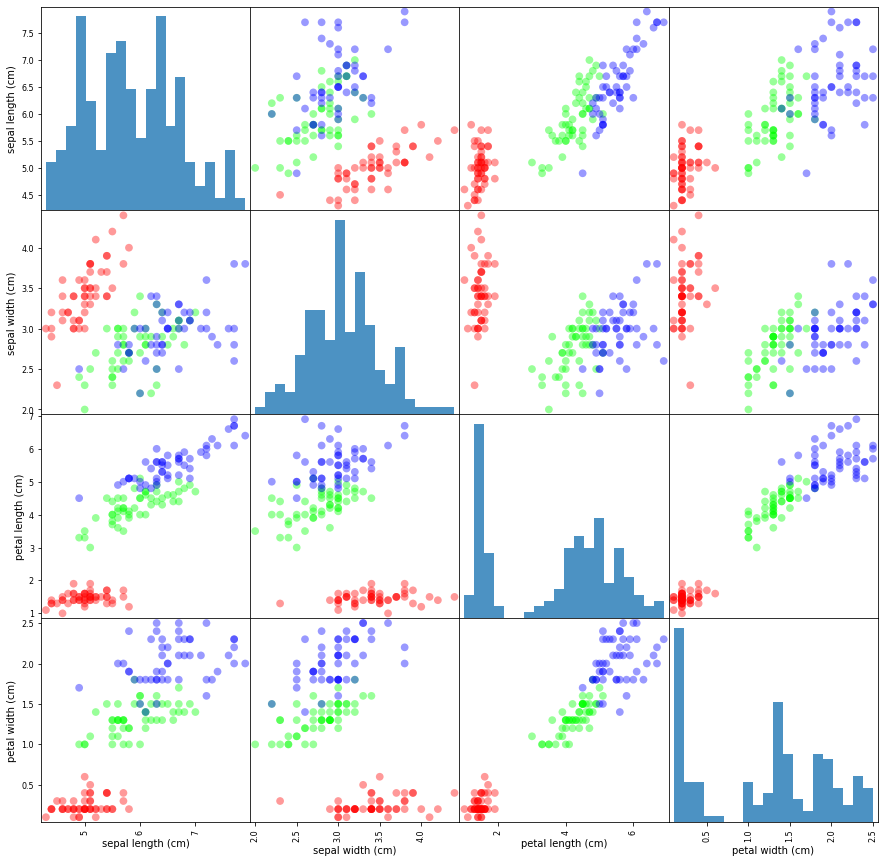 7.5
7.0
6.5
6.0
5.5
5.0
4.5
sepal length (cm)
4.0
3.5
3.0
2.5
2.0
sepal width (cm)
7
6
5
4
3
2
1
petal length (cm)
2.5
2.0
1.5
1.0
0.5
petal width (cm)
5 6 7
2.0 2.5 3.0 3.5 4.0
2 4 6
0.5 1.0 1.5 2.0 2.5
sepal length (cm) sepal width (cm) petal length (cm) petal width (cm)